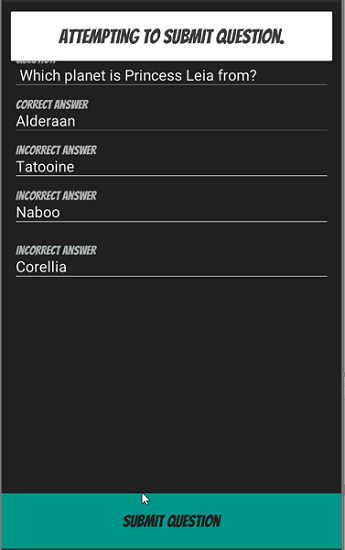 ATTEMPTING TO SUBMIT QUESTION.
QUESTION
Which planet is Princess Leia from?
CORRECT ANSWER
Alderaan
INCORRECT ANSWER
Tatooine
INCORRECT ANSWER
Naboo
INCORRECT ANSWER
Corellia
SUBMIT QUESTION